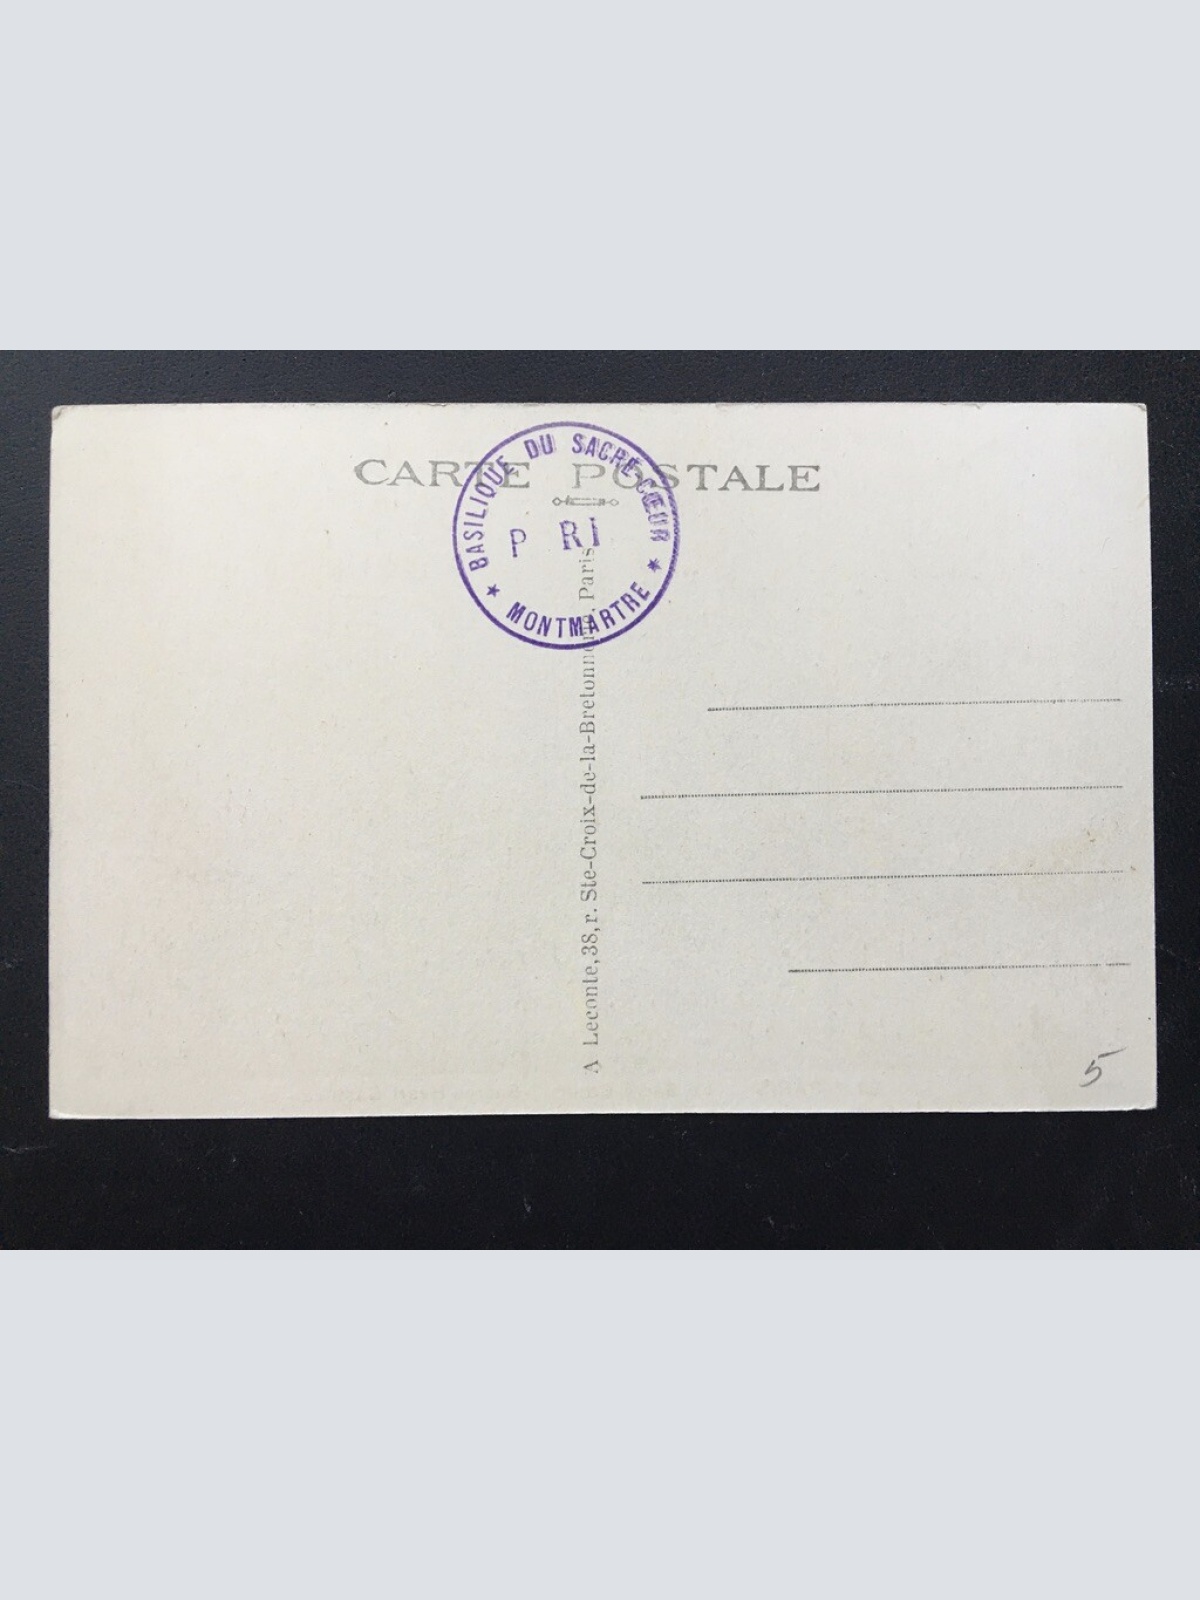 CARTE POSTALE
BASILIQUE DU SACRÉ-CŒUR
P RI
★ MONTMARTRE ★
A Leconte, 38, r. Ste-Croix-de-la-Bretonnerie, Paris
5